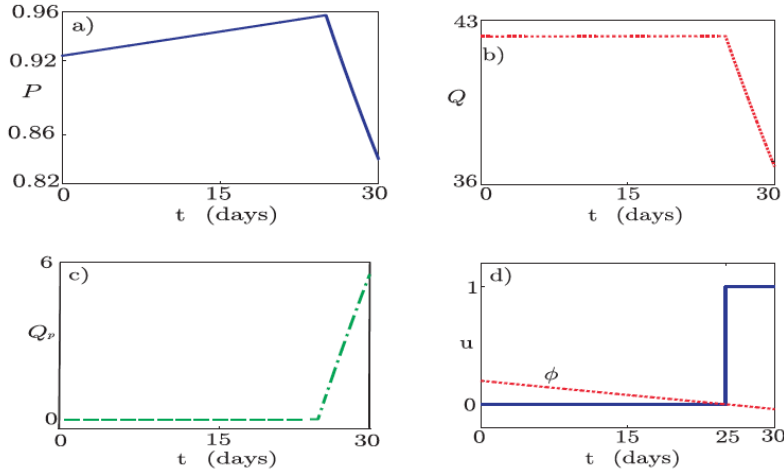 0.96
a)
0.92
P
0.86
0.82
0 15 30
t (days)
43
b)
Q
36
0 15 30
t (days)
6
c)
Qₚ
0
0 15 30
t (days)
d)
1
u
ϕ
0
0 15 25 30
t (days)